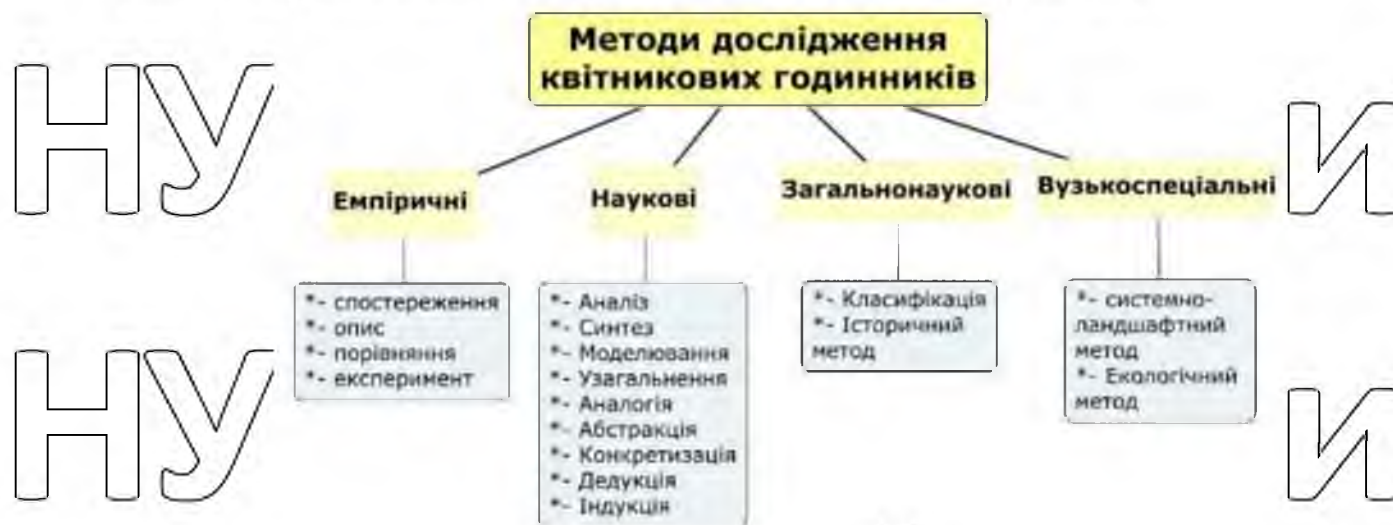 Методи дослідження
квітникових годинників
НУ
И
Емпіричні
Наукові
Загальнонаукові
Вузькоспеціальні
*- спостереження
*- опис
*- порівняння
*- експеримент
*- Аналіз
*- Синтез
*- Моделювання
*- Узагальнення
*- Аналогія
*- Абстракція
*- Конкретизація
*- Дедукція
*- Індукція
*- Класифікація
*- Історичний
метод
*- системно-
ландшафтний
метод
*- Екологічний
метод
НУ
И